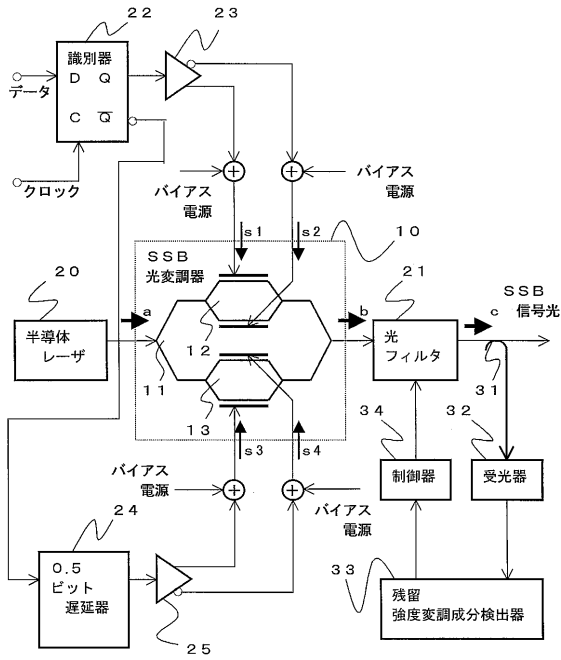 22
23
識別器
D Q
C Q̅
データ
クロック
バイアス
電源
バイアス
電源
s1
s2
10
SSB
光変調器
20
半導体
レーザ
a
11
12
13
b
21
光
フィルタ
c
SSB
信号光
31
s3
s4
34
32
制御器
受光器
バイアス
電源
バイアス
電源
24
0.5
ビット
遅延器
25
33
残留
強度変調成分検出器